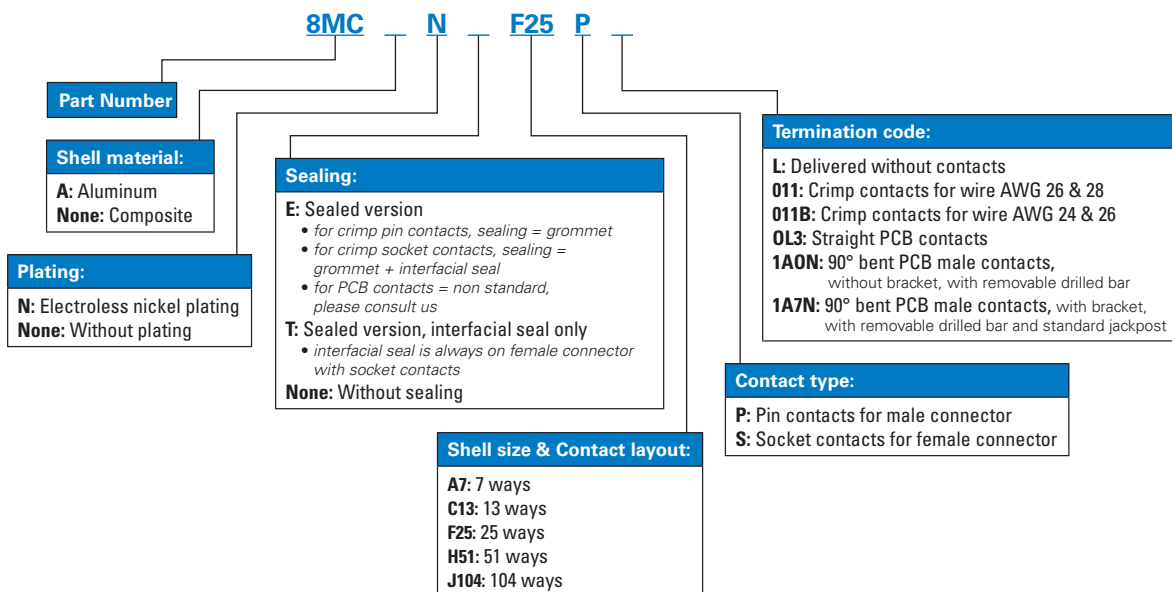 8MC _ N _ F25 P _
Part Number
Shell material:
A: Aluminum
None: Composite
Plating:
N: Electroless nickel plating
None: Without plating
Sealing:
E: Sealed version
• for crimp pin contacts, sealing = grommet
• for crimp socket contacts, sealing =
grommet + interfacial seal
• for PCB contacts = non standard,
please consult us
T: Sealed version, interfacial seal only
• interfacial seal is always on female connector
with socket contacts
None: Without sealing
Shell size & Contact layout:
A7: 7 ways
C13: 13 ways
F25: 25 ways
H51: 51 ways
J104: 104 ways
Contact type:
P: Pin contacts for male connector
S: Socket contacts for female connector
Termination code:
L: Delivered without contacts
011: Crimp contacts for wire AWG 26 & 28
011B: Crimp contacts for wire AWG 24 & 26
OL3: Straight PCB contacts
1AON: 90° bent PCB male contacts,
without bracket, with removable drilled bar
1A7N: 90° bent PCB male contacts, with bracket,
with removable drilled bar and standard jackpost